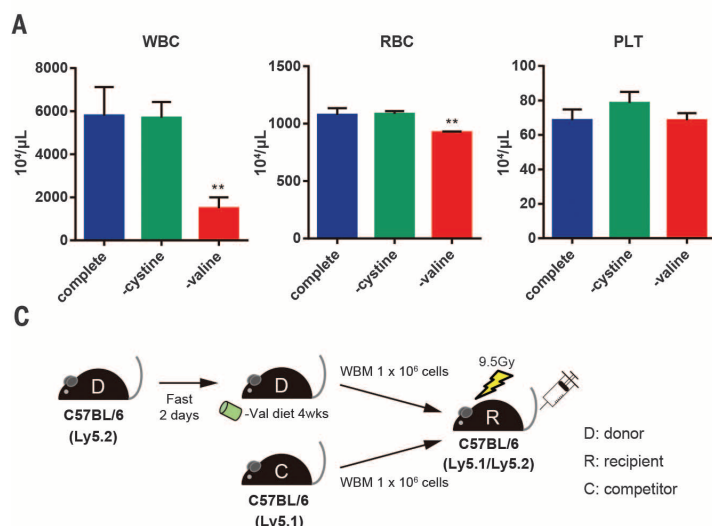 A
WBC
8000
6000
4000
2000
0
10⁴/μL
**
complete
-cystine
-valine
RBC
1500
1000
500
0
10⁴/μL
**
complete
-cystine
-valine
PLT
100
80
60
40
20
0
10⁴/μL
complete
-cystine
-valine
C
D
C57BL/6
(Ly5.2)
Fast
2 days
D
-Val diet 4wks
C
C57BL/6
(Ly5.1)
WBM 1 x 10⁶ cells
WBM 1 x 10⁶ cells
9.5Gy
R
C57BL/6
(Ly5.1/Ly5.2)
D: donor
R: recipient
C: competitor